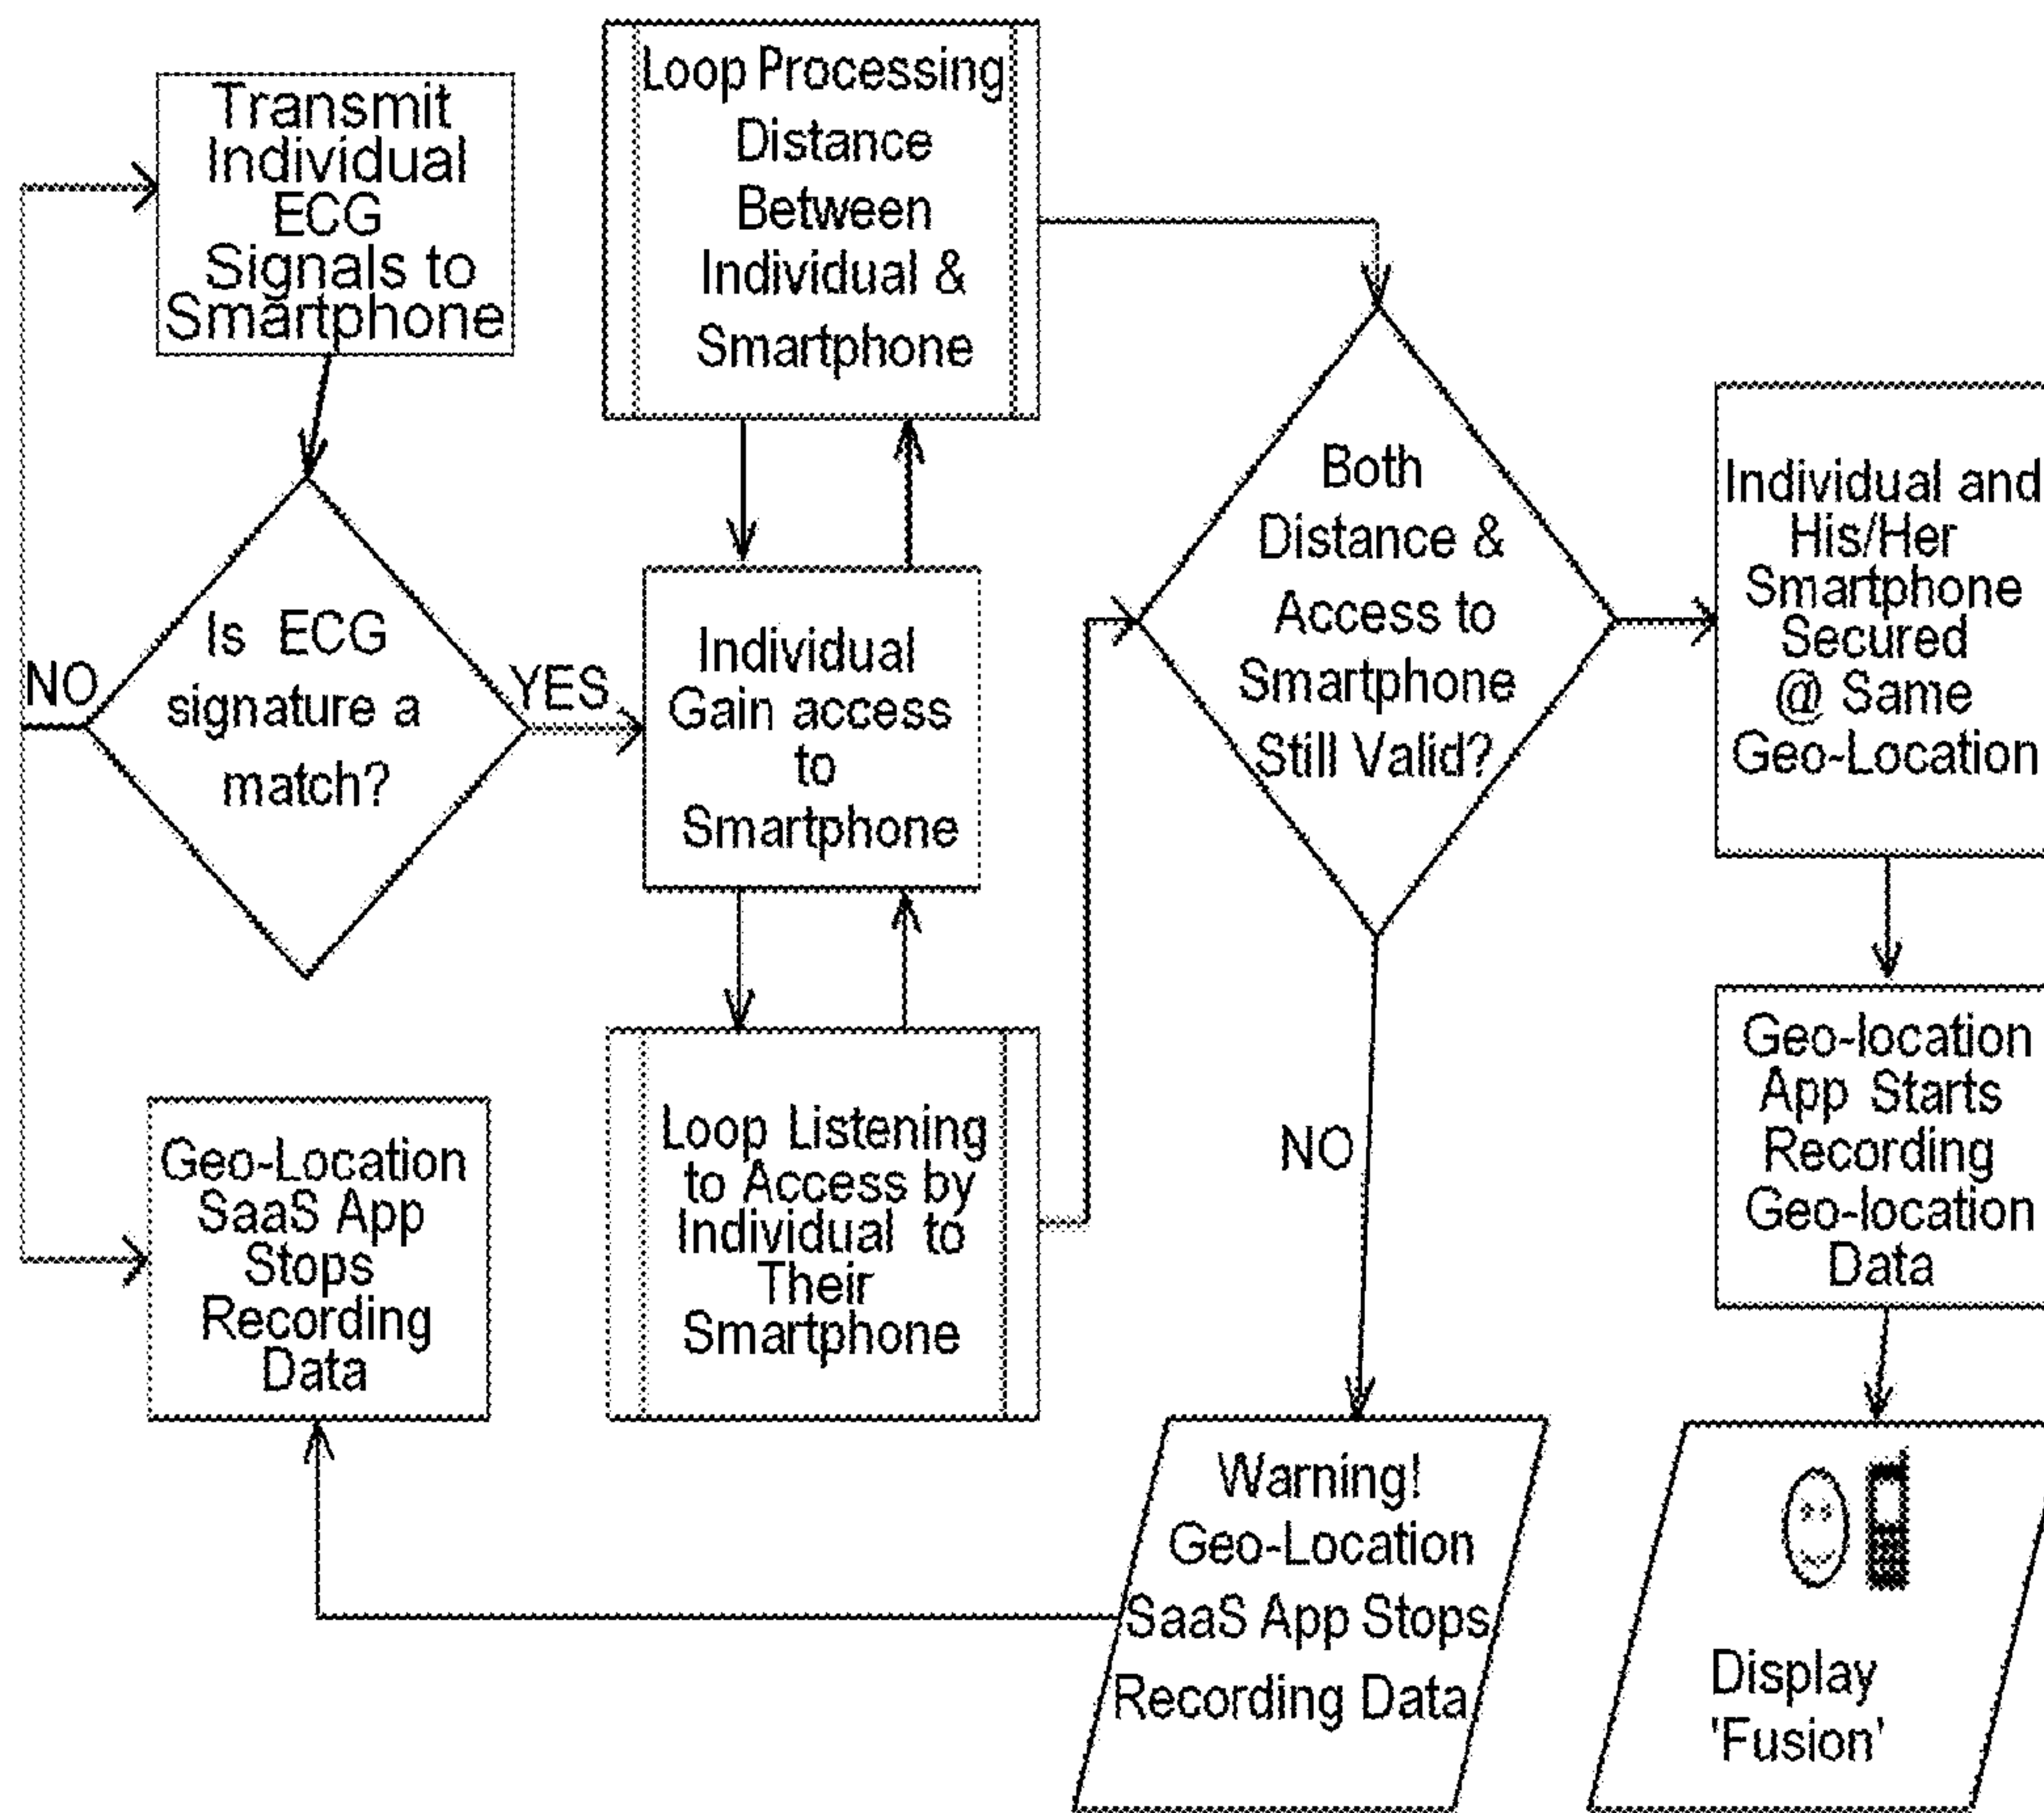 Transmit
Individual
ECG
Signals to
Smartphone
Loop Processing
Distance
Between
Individual &
Smartphone
Is ECG
signature a
match?
NO
YES
Individual
Gain access
to
Smartphone
Both
Distance &
Access to
Smartphone
Still Valid?
NO
Individual and
His/Her
Smartphone
Secured
@ Same
Geo-Location
Geo-Location
SaaS App
Stops
Recording
Data
Loop Listening
to Access by
Individual to
Their
Smartphone
Geo-location
App Starts
Recording
Geo-location
Data
Warning!
Geo-Location
SaaS App Stops
Recording Data
Display
'Fusion'